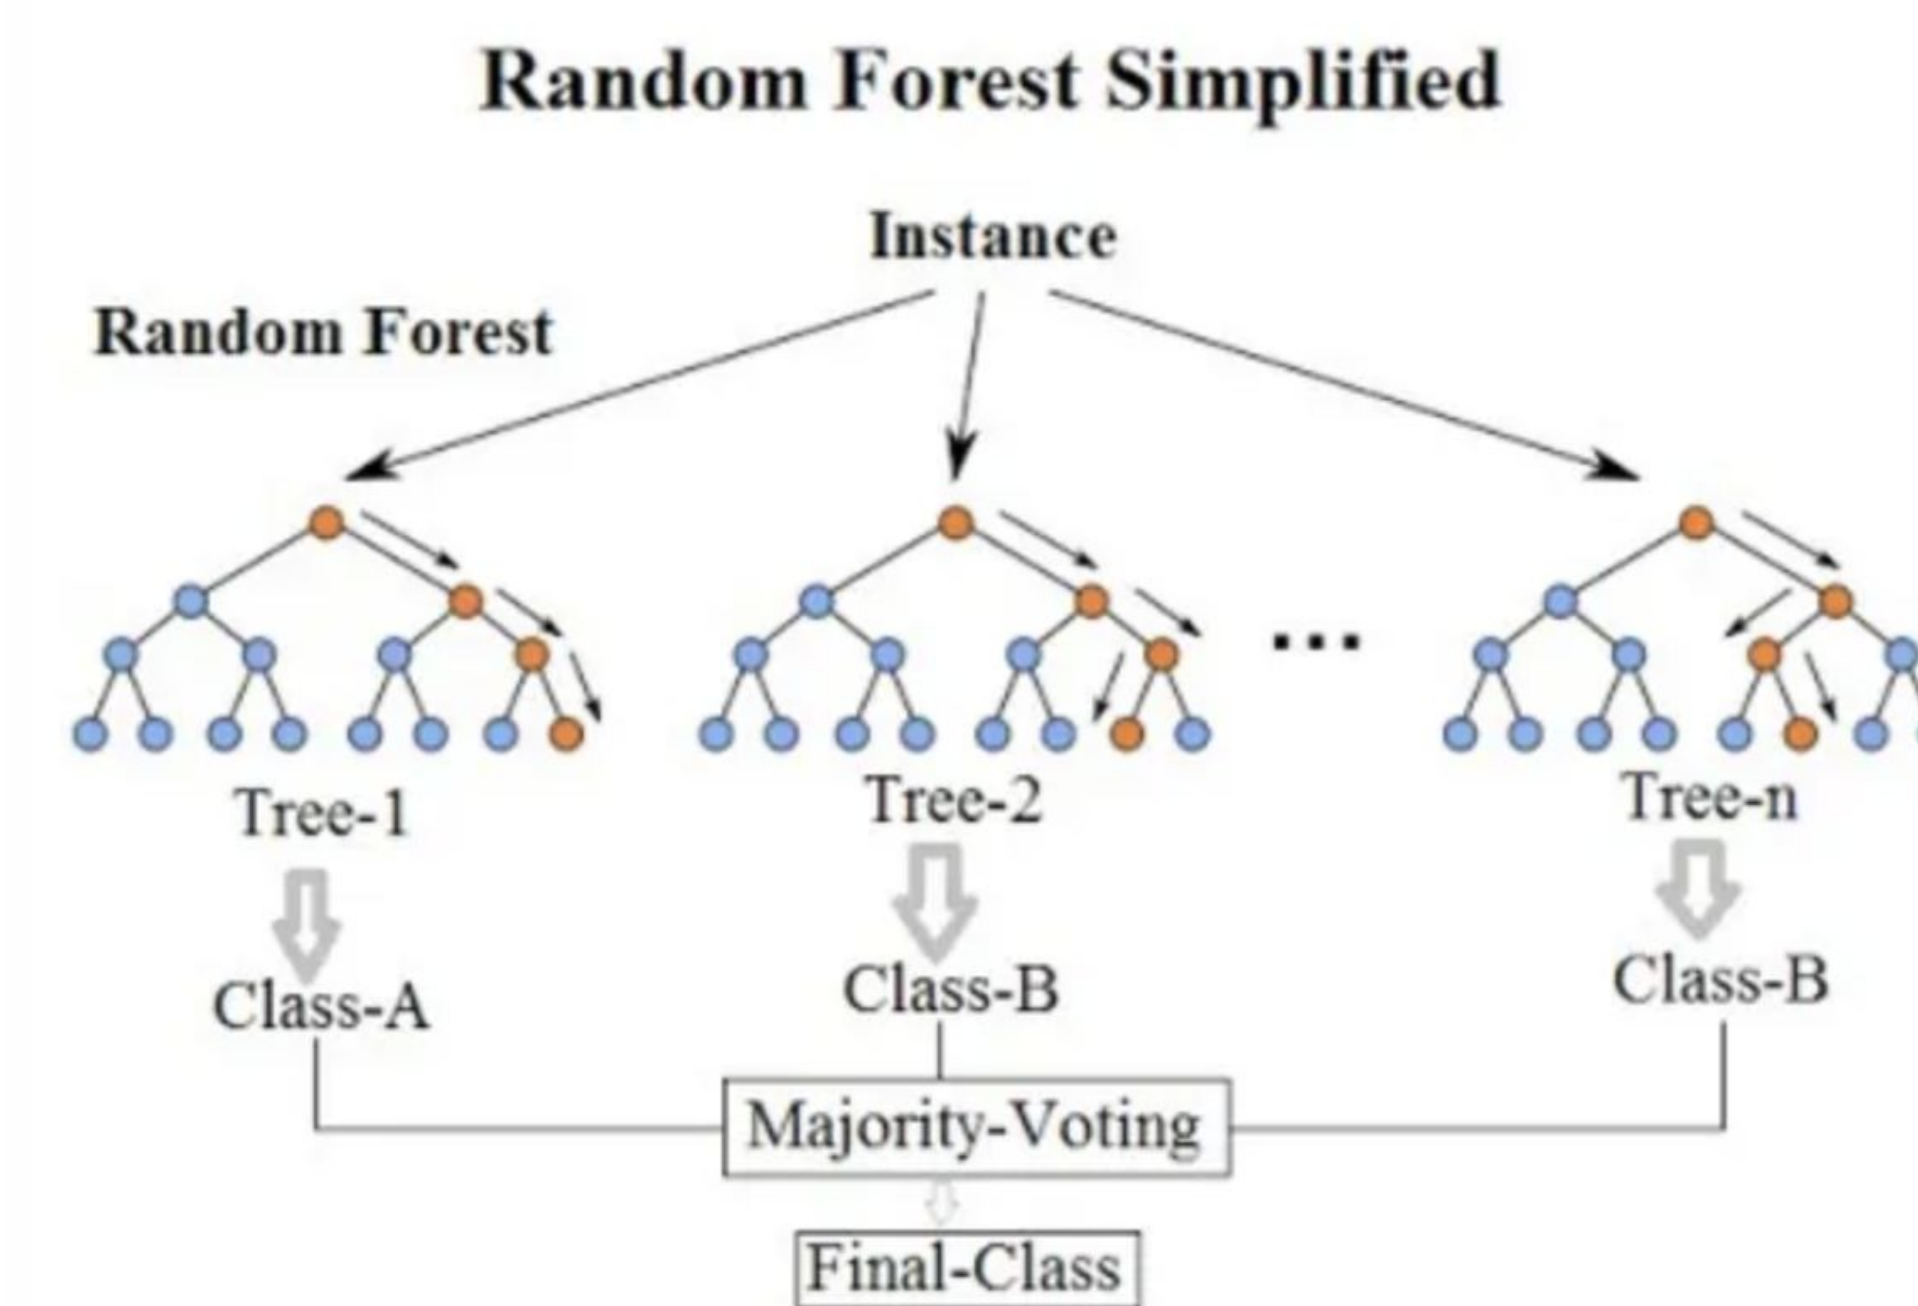 Random Forest Simplified
Instance
Random Forest
...
Tree-1
Tree-2
Tree-n
Class-A
Class-B
Class-B
Majority-Voting
Final-Class